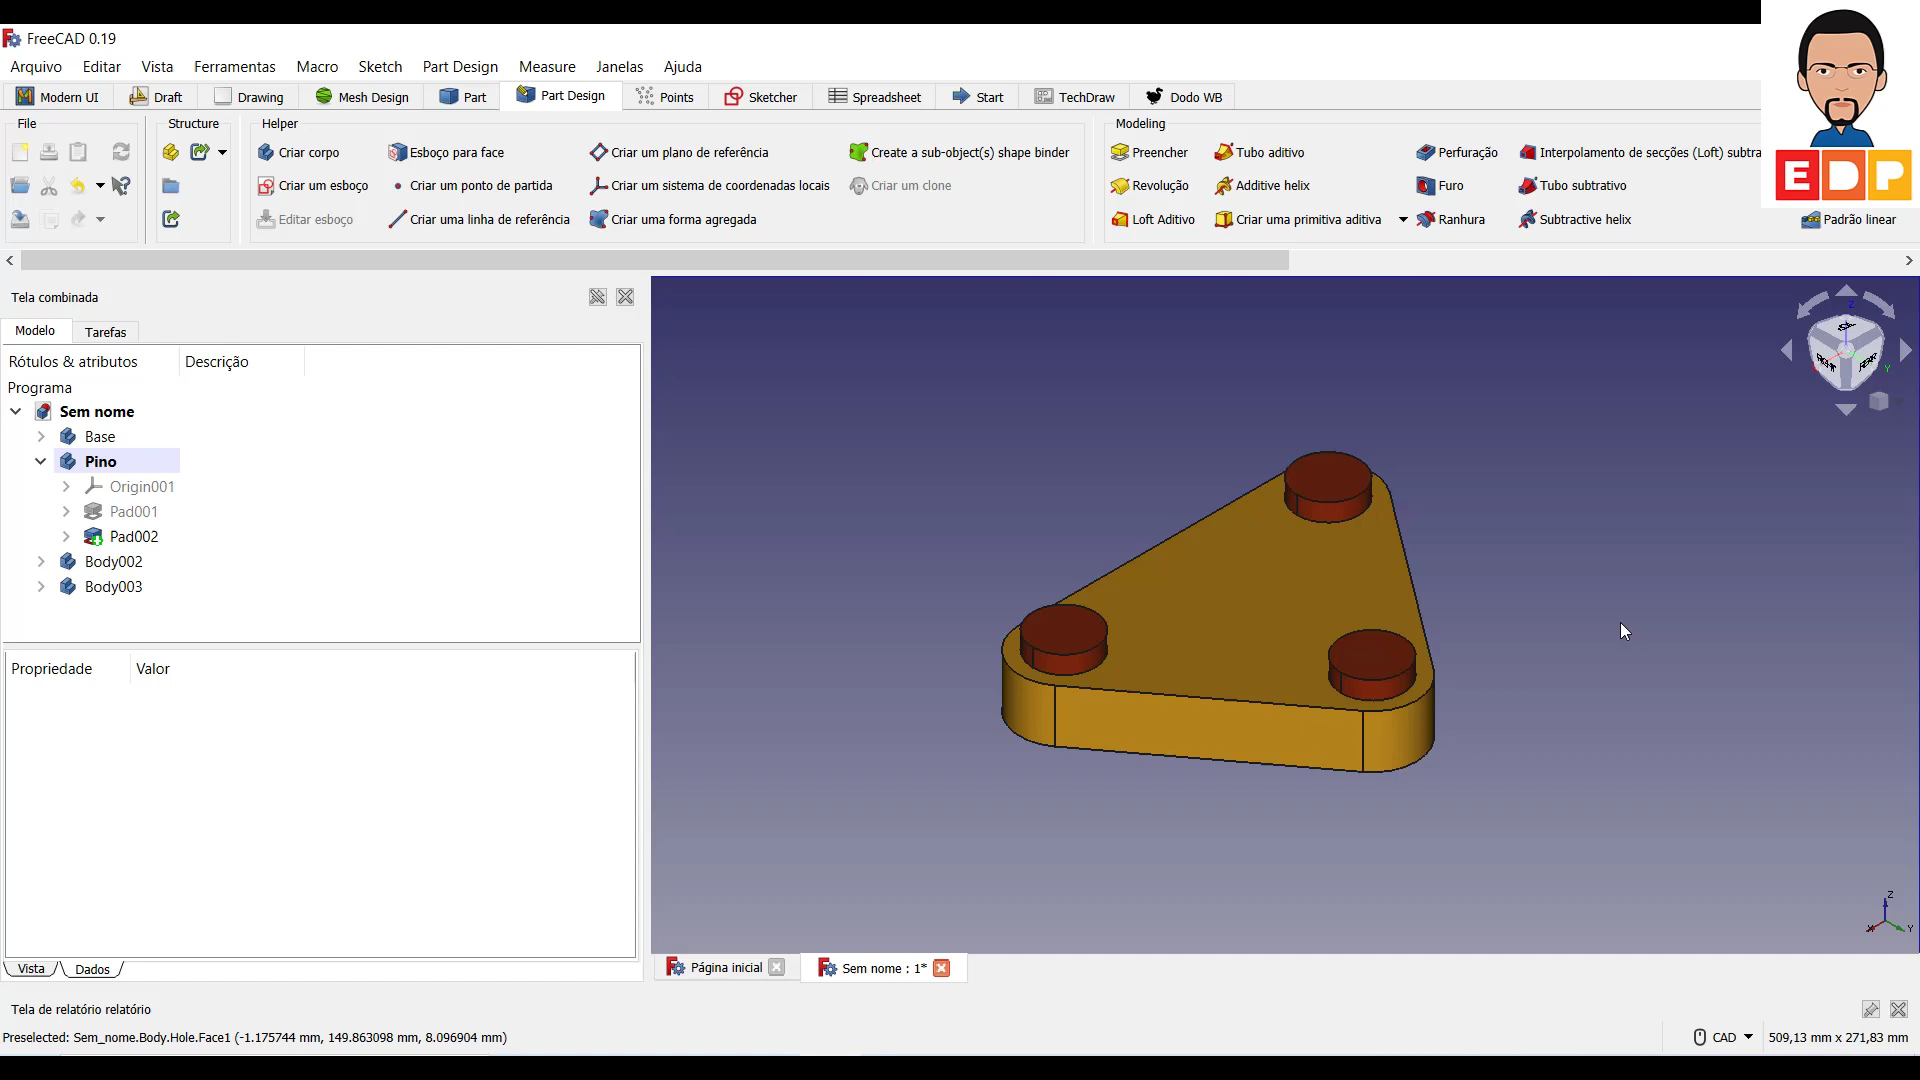 FreeCAD 0.19
Arquivo Editar Vista Ferramentas Macro Sketch Part Design Measure Janelas Ajuda
Modern UI Draft Drawing Mesh Design Part Part Design Points Sketcher Spreadsheet Start TechDraw Dodo WB
File Structure Helper Modeling
Criar corpo Esboço para face Criar um plano de referência Create a sub-object(s) shape binder Preencher Tubo aditivo Perfuração Interpolamento de secções (Loft) subtra
EDP
Criar um esboço Criar um ponto de partida Criar um sistema de coordenadas locais Criar um clone Revolução Additive helix Furo Tubo subtrativo
Editar esboço Criar uma linha de referência Criar uma forma agregada Loft Aditivo Criar uma primitiva aditiva Ranhura Subtractive helix Padrão linear
Tela combinada
Modelo Tarefas
Rótulos & atributos Descrição
Programa
Sem nome
Base
Pino
Origin001
Pad001
Pad002
Body002
Body003
Propriedade Valor
Z
X
Y
Z
X Y
Vista Dados
Página inicial Sem nome : 1*
Tela de relatório relatório
Preselected: Sem_nome.Body.Hole.Face1 (-1.175744 mm, 149.863098 mm, 8.096904 mm) CAD 509,13 mm x 271,83 mm